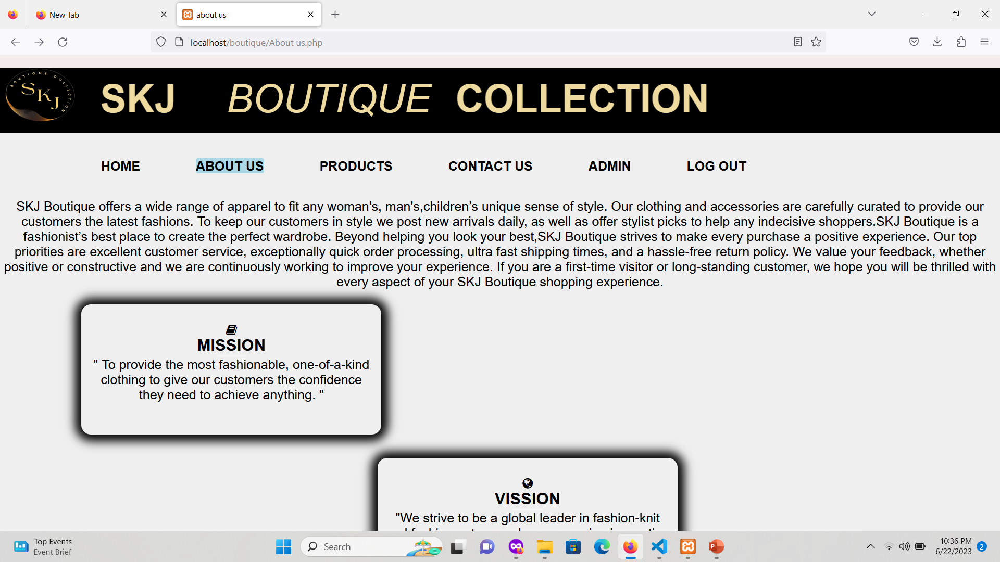 New Tab
about us
localhost/boutique/About us.php
BOUTIQUE COLLECTION
SKJ
SKJ BOUTIQUE COLLECTION
HOME ABOUT US PRODUCTS CONTACT US ADMIN LOG OUT
SKJ Boutique offers a wide range of apparel to fit any woman's, man's,children’s unique sense of style. Our clothing and accessories are carefully curated to provide our
customers the latest fashions. To keep our customers in style we post new arrivals daily, as well as offer stylist picks to help any indecisive shoppers.SKJ Boutique is a
fashionist’s best place to create the perfect wardrobe. Beyond helping you look your best,SKJ Boutique strives to make every purchase a positive experience. Our top
priorities are excellent customer service, exceptionally quick order processing, ultra fast shipping times, and a hassle-free return policy. We value your feedback, whether
positive or constructive and we are continuously working to improve your experience. If you are a first-time visitor or long-standing customer, we hope you will be thrilled with
every aspect of your SKJ Boutique shopping experience.
MISSION
" To provide the most fashionable, one-of-a-kind
clothing to give our customers the confidence
they need to achieve anything. "
VISSION
"We strive to be a global leader in fashion-knit
Top Events
Event Brief
Search
10:36 PM
6/22/2023
2